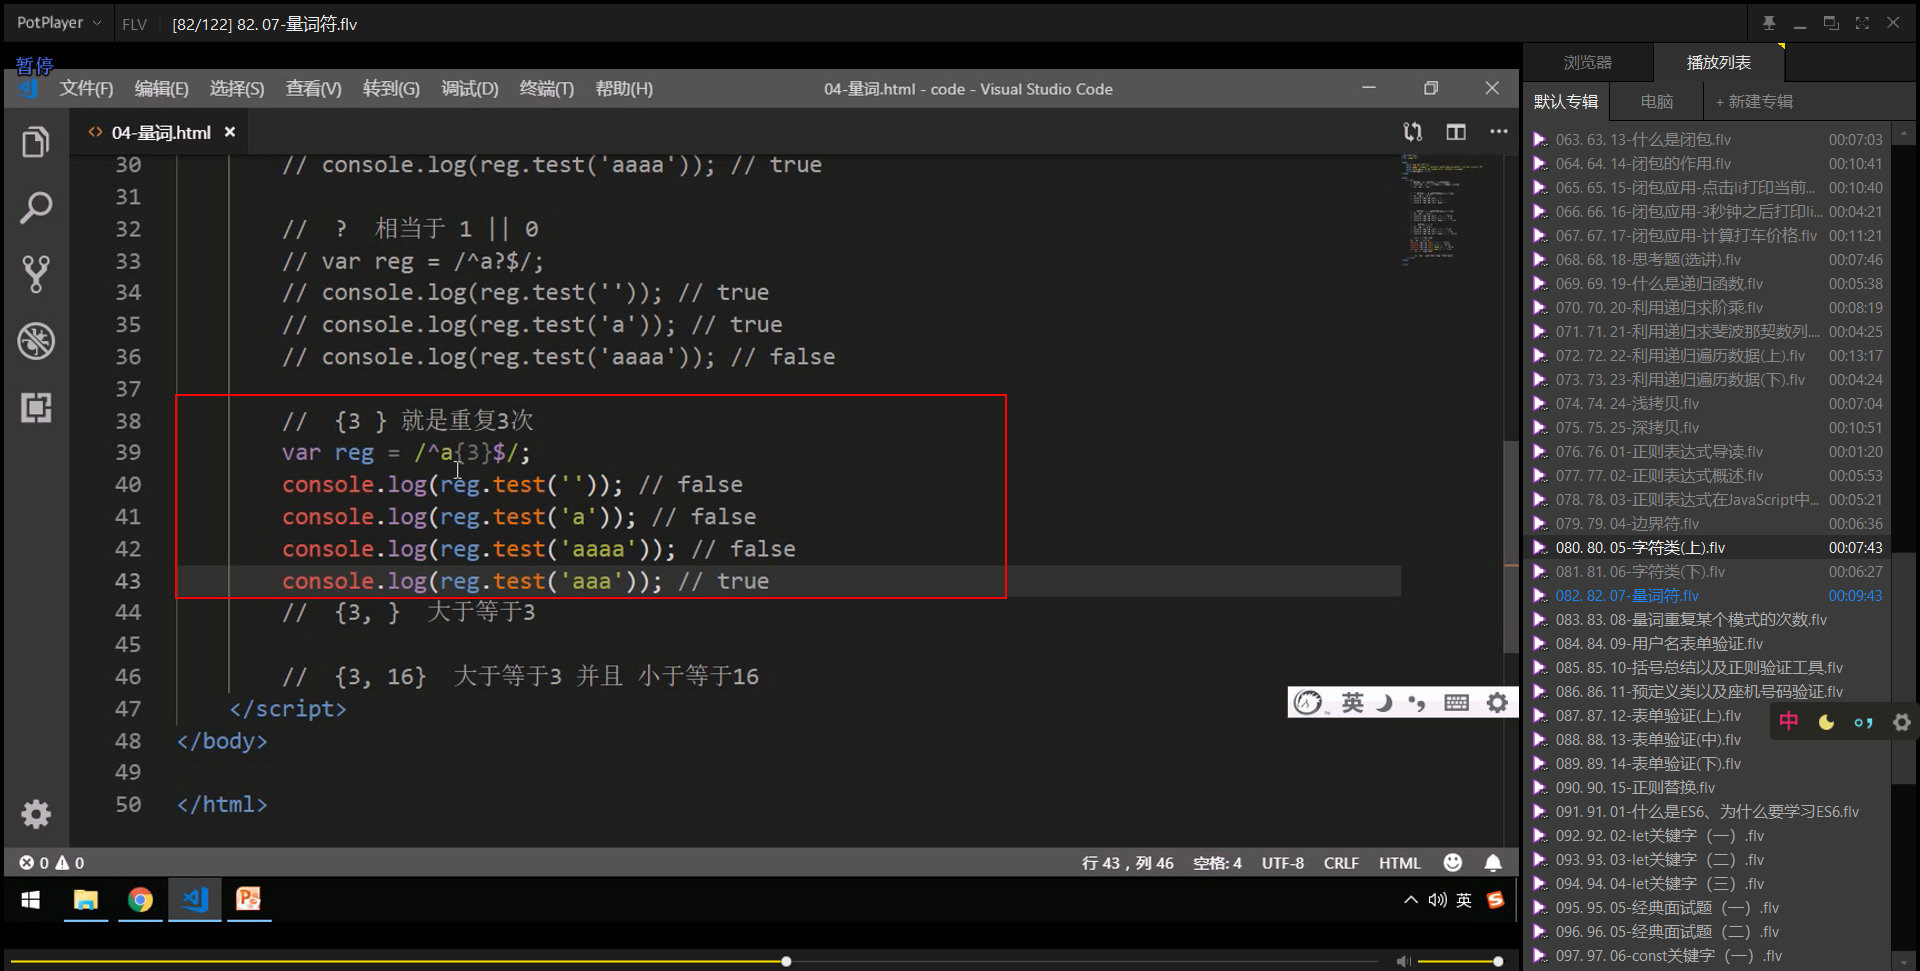 PotPlayer
FLV
[82/122] 82. 07-量词符.flv
暂停
文件(F) 编辑(E) 选择(S) 查看(V) 转到(G) 调试(D) 终端(T) 帮助(H)
04-量词.html - code - Visual Studio Code
<> 04-量词.html ×
30 // console.log(reg.test('aaaa')); // true
31
32 // ? 相当于 1 || 0
33 // var reg = /^a?$/;
34 // console.log(reg.test('')); // true
35 // console.log(reg.test('a')); // true
36 // console.log(reg.test('aaaa')); // false
37
38 // {3 } 就是重复3次
39 var reg = /^a{3}$/;
40 console.log(reg.test('')); // false
41 console.log(reg.test('a')); // false
42 console.log(reg.test('aaaa')); // false
43 console.log(reg.test('aaa')); // true
44 // {3, } 大于等于3
45
46 // {3, 16} 大于等于3 并且 小于等于16
47 </script>
48 </body>
49
50 </html>
英
0 0
行 43，列 46 空格: 4 UTF-8 CRLF HTML
英
浏览器 播放列表
默认专辑 电脑 + 新建专辑
063. 63. 13-什么是闭包.flv 00:07:03
064. 64. 14-闭包的作用.flv 00:10:41
065. 65. 15-闭包应用-点击li打印当前... 00:10:40
066. 66. 16-闭包应用-3秒钟之后打印li... 00:04:21
067. 67. 17-闭包应用-计算打车价格.flv 00:11:21
068. 68. 18-思考题(选讲).flv 00:07:46
069. 69. 19-什么是递归函数.flv 00:05:38
070. 70. 20-利用递归求阶乘.flv 00:08:19
071. 71. 21-利用递归求斐波那契数列.... 00:04:25
072. 72. 22-利用递归遍历数据(上).flv 00:13:17
073. 73. 23-利用递归遍历数据(下).flv 00:04:24
074. 74. 24-浅拷贝.flv 00:07:04
075. 75. 25-深拷贝.flv 00:10:51
076. 76. 01-正则表达式导读.flv 00:01:20
077. 77. 02-正则表达式概述.flv 00:05:53
078. 78. 03-正则表达式在JavaScript中... 00:05:21
079. 79. 04-边界符.flv 00:06:36
080. 80. 05-字符类(上).flv 00:07:43
081. 81. 06-字符类(下).flv 00:06:27
082. 82. 07-量词符.flv 00:09:43
083. 83. 08-量词重复某个模式的次数.flv
084. 84. 09-用户名表单验证.flv
085. 85. 10-括号总结以及正则验证工具.flv
086. 86. 11-预定义类以及座机号码验证.flv
087. 87. 12-表单验证(上).flv
中
088. 88. 13-表单验证(中).flv
089. 89. 14-表单验证(下).flv
090. 90. 15-正则替换.flv
091. 91. 01-什么是ES6、为什么要学习ES6.flv
092. 92. 02-let关键字（一）.flv
093. 93. 03-let关键字（二）.flv
094. 94. 04-let关键字（三）.flv
095. 95. 05-经典面试题（一）.flv
096. 96. 05-经典面试题（二）.flv
097. 97. 06-const关键字（一）.flv